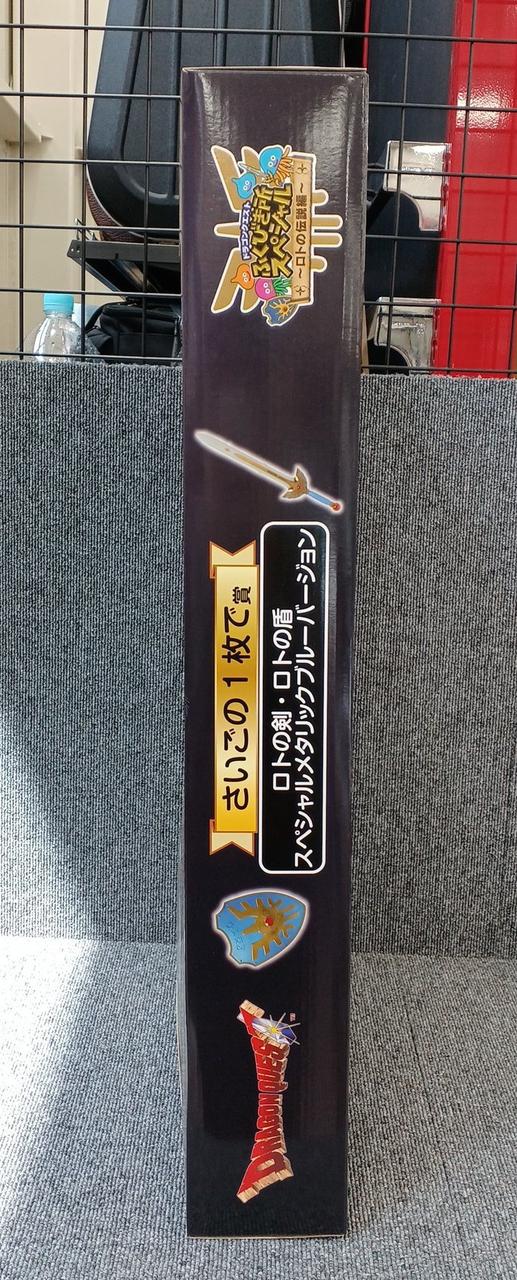 ドラゴンクエスト
ふくびき所
スペシャル
～ロトの伝説編～
さいごの1枚で賞
ロトの剣・ロトの盾
スペシャルメタリックブルーバージョン
DRAGON QUEST
TM